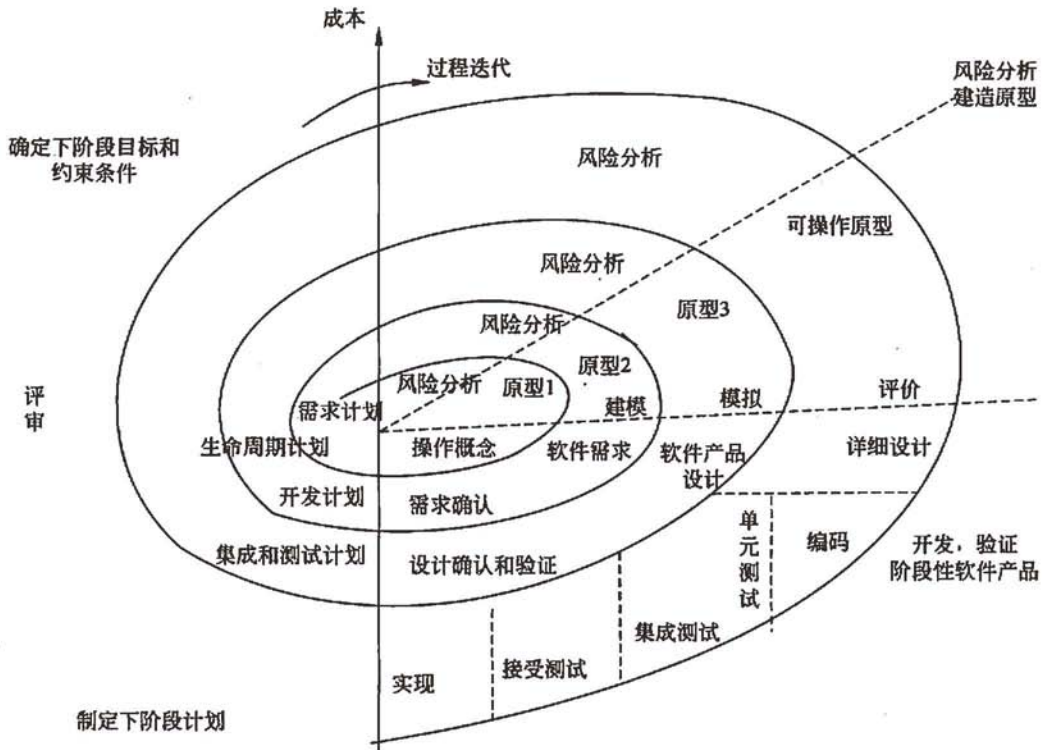 成本
过程迭代
风险分析
建造原型
确定下阶段目标和
约束条件
风险分析
可操作原型
风险分析
原型3
风险分析
原型2
风险分析
原型1
建模
模拟
评价
评
审
需求计划
生命周期计划
操作概念
软件需求
软件产品
设计
详细设计
开发计划
需求确认
单
元
测
试
编码
开发，验证
阶段性软件产品
集成和测试计划
设计确认和验证
集成测试
接受测试
实现
制定下阶段计划